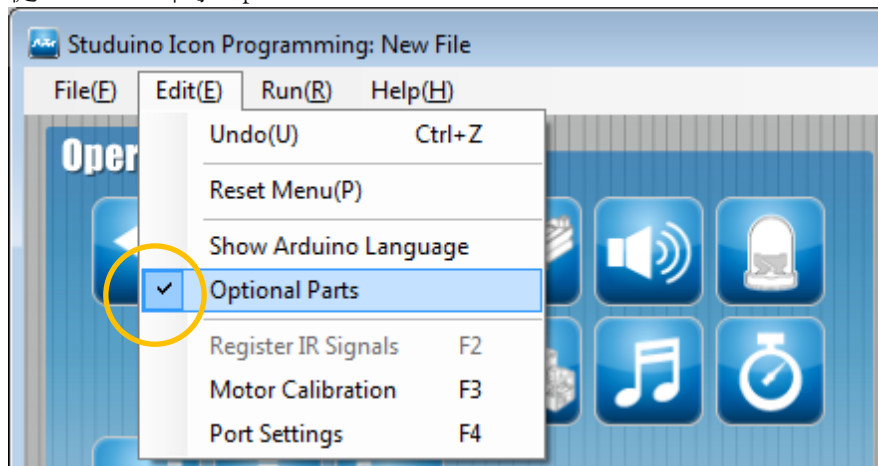 Studuino Icon Programming: New File
File(F) Edit(E) Run(R) Help(H)
Oper
Undo(U) Ctrl+Z
Reset Menu(P)
Show Arduino Language
Optional Parts
Register IR Signals F2
Motor Calibration F3
Port Settings F4